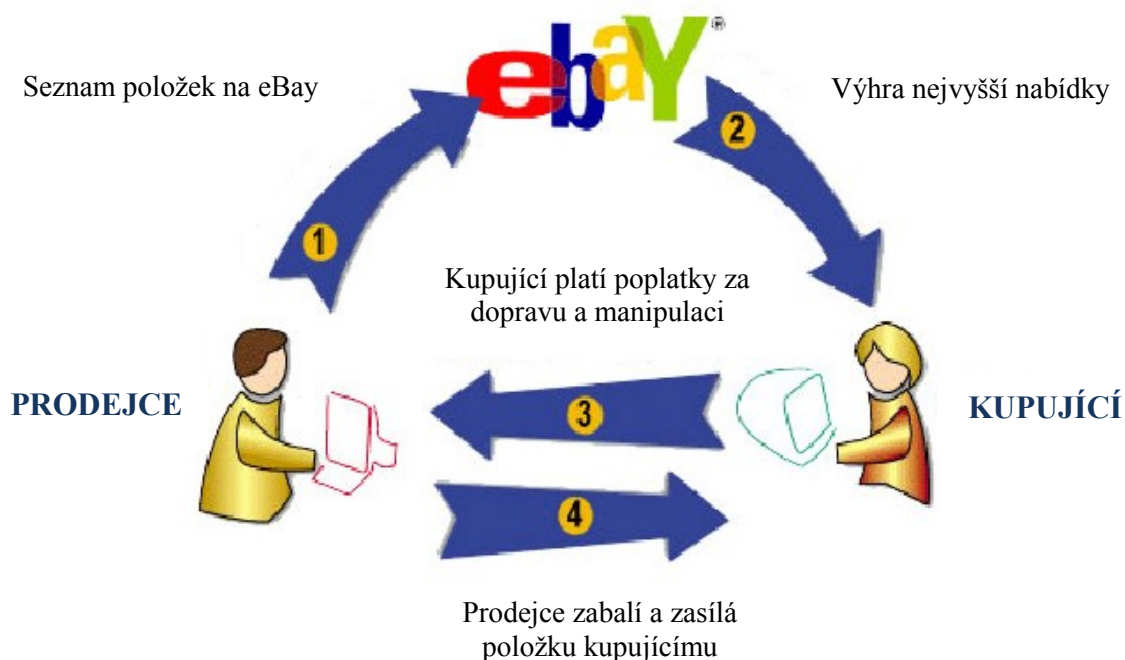 ebaY®
Seznam položek na eBay
Výhra nejvyšší nabídky
2
1
Kupující platí poplatky za
dopravu a manipulaci
PRODEJCE
3
KUPUJÍCÍ
4
Prodejce zabalí a zasílá
položku kupujícímu